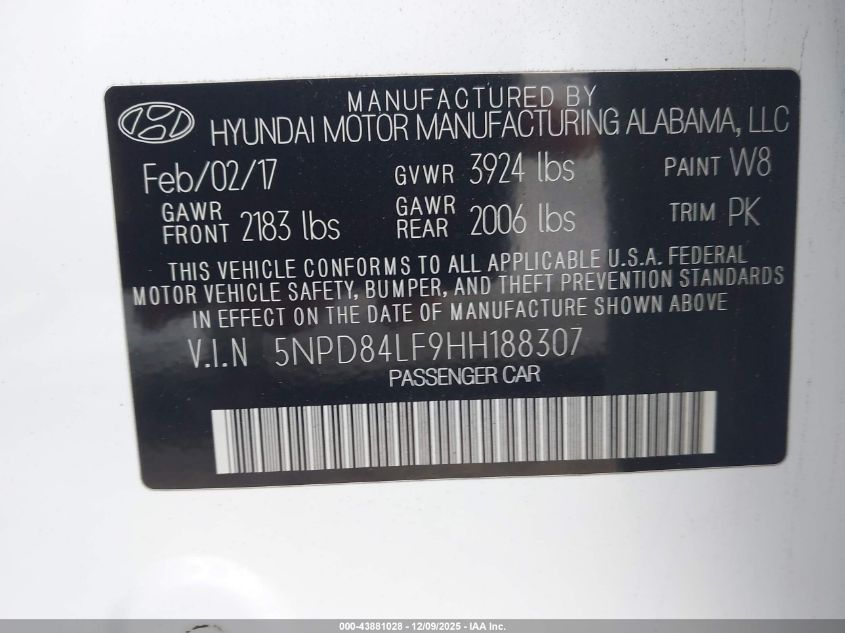 MANUFACTURED BY
HYUNDAI MOTOR MANUFACTURING ALABAMA, LLC
Feb/02/17 GVWR 3924 lbs PAINT W8
GAWR FRONT 2183 lbs GAWR REAR 2006 lbs TRIM PK
THIS VEHICLE CONFORMS TO ALL APPLICABLE U.S.A. FEDERAL
MOTOR VEHICLE SAFETY, BUMPER, AND THEFT PREVENTION STANDARDS
IN EFFECT ON THE DATE OF MANUFACTURE SHOWN ABOVE
V.I.N 5NPD84LF9HH188307
PASSENGER CAR
000-43881028 - 12/09/2025 - IAA Inc.